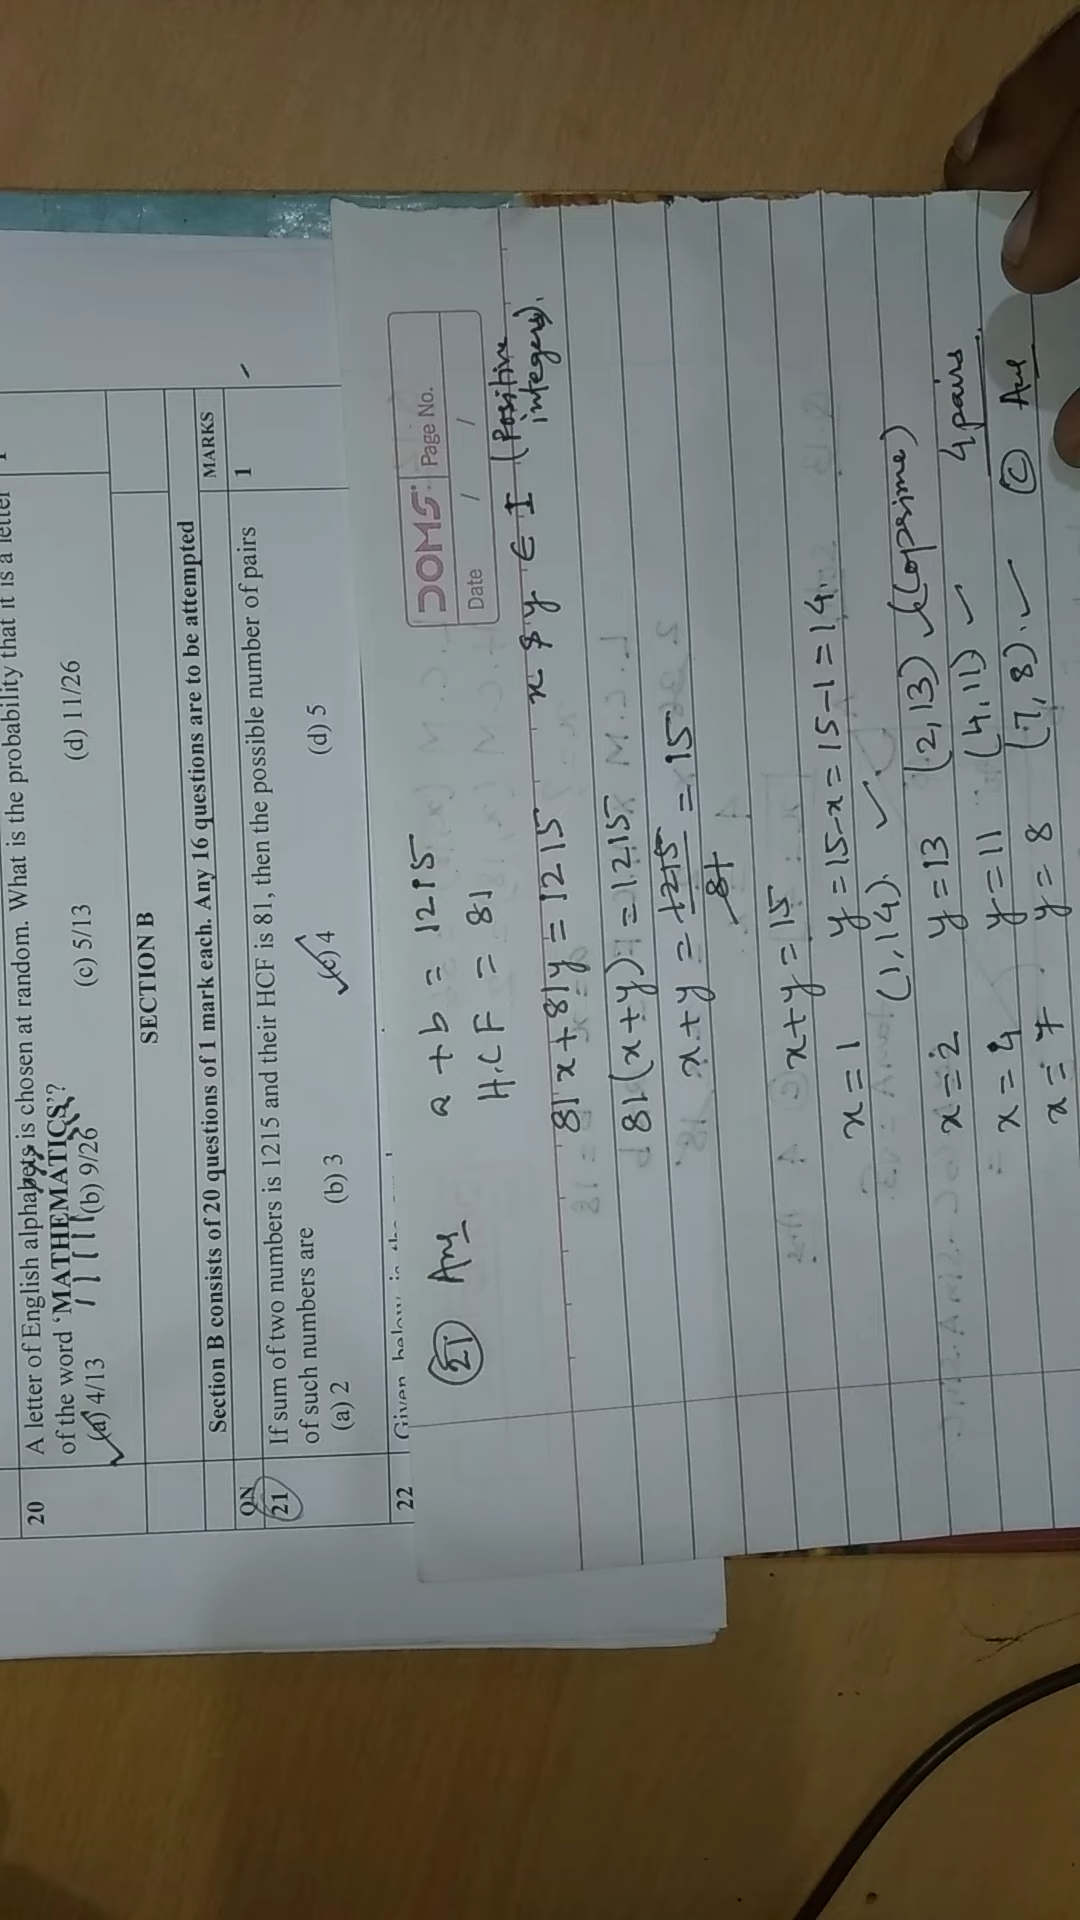 20 A letter of English alphabets is chosen at random. What is the probability that it is a letter
of the word ‘MATHEMATICS’?
(a) 4/13 (b) 9/26 (c) 5/13 (d) 11/26
SECTION B
Section B consists of 20 questions of 1 mark each. Any 16 questions are to be attempted
QN MARKS
21 If sum of two numbers is 1215 and their HCF is 81, then the possible number of pairs 1
of such numbers are
(a) 2 (b) 3 (c) 4 (d) 5
22 Given below is the
DOMS Page No.
Date / /
21 Ans a + b = 1215
H.C.F = 81
81x + 81y = 1215 x & y ∈ I (Positive
integers).
81(x+y) = 1215
x + y = 1215/81 = 15
x + y = 15
x = 1 y = 15 - x = 15 - 1 = 14.
(1, 14). ✓
x = 2 y = 13 (2, 13) ✓ (Coprime)
x = 4 y = 11 (4, 11) ✓ 4 pairs
x = 7 y = 8 (7, 8). ✓ (C) Ans